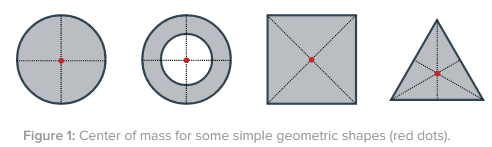 Figure 1: Center of mass for some simple geometric shapes (red dots).